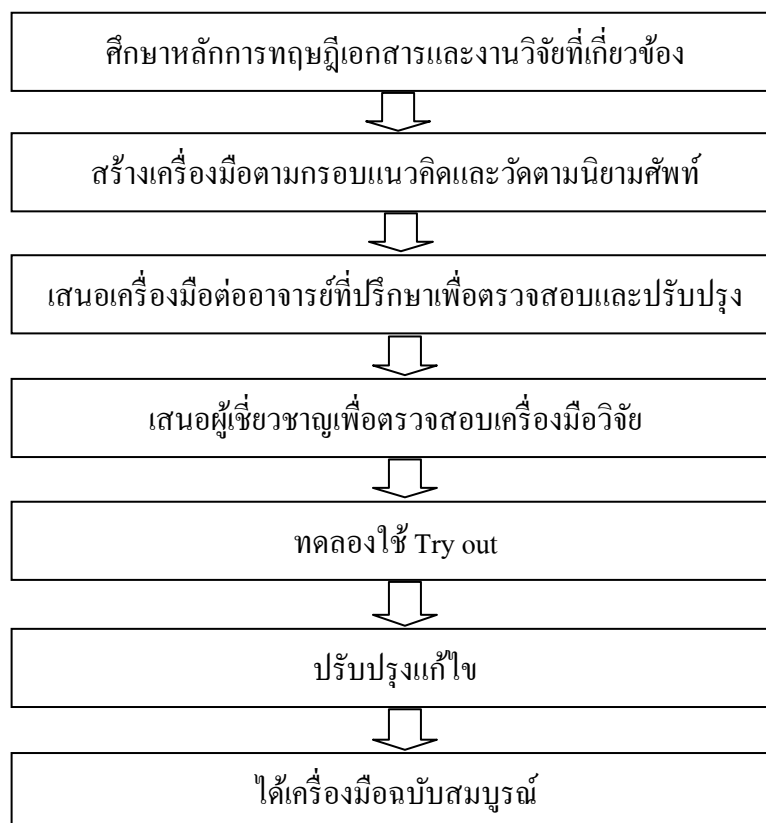 ศึกษาหลักการทฤษฎีเอกสารและงานวิจัยที่เกี่ยวข้อง
สร้างเครื่องมือตามกรอบแนวคิดและวัดตามนิยามศัพท์
เสนอเครื่องมือต่ออาจารย์ที่ปรึกษาเพื่อตรวจสอบและปรับปรุง
เสนอผู้เชี่ยวชาญเพื่อตรวจสอบเครื่องมือวิจัย
ทดลองใช้ Try out
ปรับปรุงแก้ไข
ได้เครื่องมือฉบับสมบูรณ์